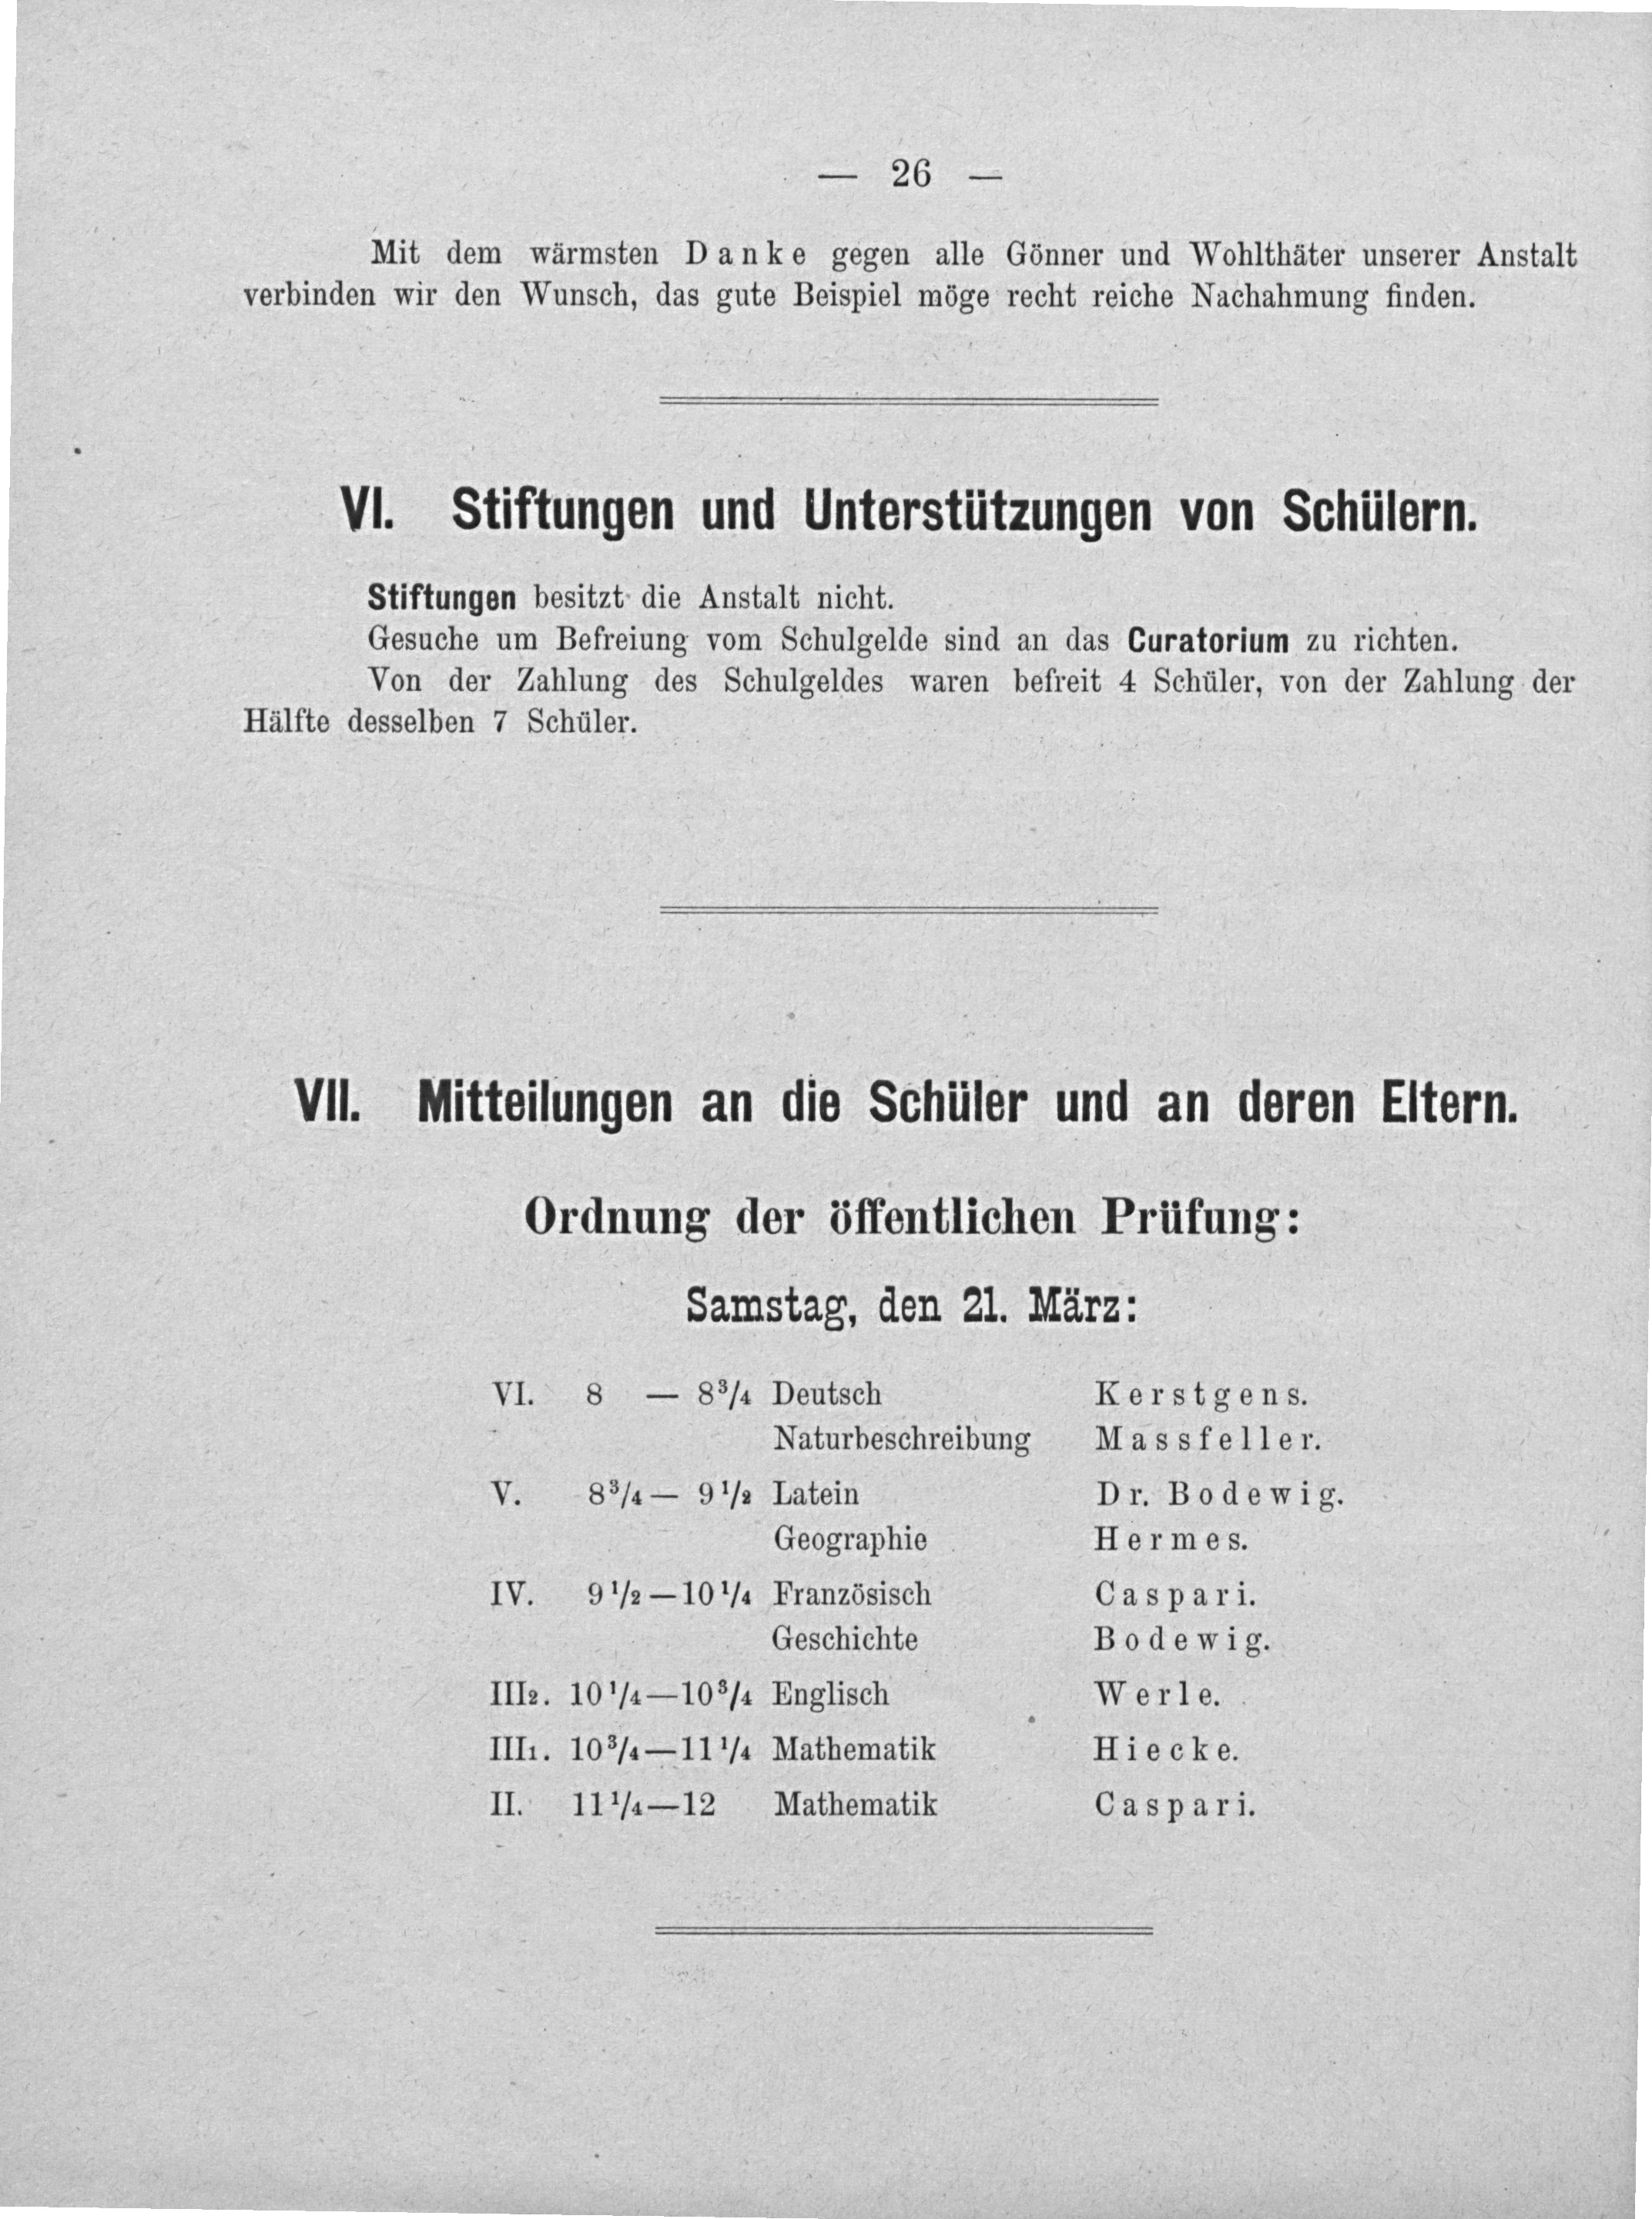 — 26 —
Mit dem wärmsten Danke gegen alle Gönner und Wohlthäter unserer Anstalt
verbinden wir den Wunsch, das gute Beispiel möge recht reiche Nachahmung finden.
VI. Stiftungen und Unterstützungen von Schülern.
Stiftungen besitzt die Anstalt nicht.
Gesuche um Befreiung vom Schulgelde sind an das Curatorium zu richten.
Von der Zahlung des Schulgeldes waren befreit 4 Schüler, von der Zahlung der
Hälfte desselben 7 Schüler.
VII. Mitteilungen an die Schüler und an deren Eltern.
Ordnung der öffentlichen Prüfung:
Samstag, den 21. März:
VI. 8 — 8³/₄ Deutsch Kerstgens.
Naturbeschreibung Massfeller.
V. 8³/₄ — 9¹/₂ Latein Dr. Bodewig.
Geographie Hermes.
IV. 9¹/₂ — 10¹/₄ Französisch Caspari.
Geschichte Bodewig.
III₂. 10¹/₄ — 10³/₄ Englisch Werle.
III₁. 10³/₄ — 11¹/₄ Mathematik Hiecke.
II. 11¹/₄ — 12 Mathematik Caspari.